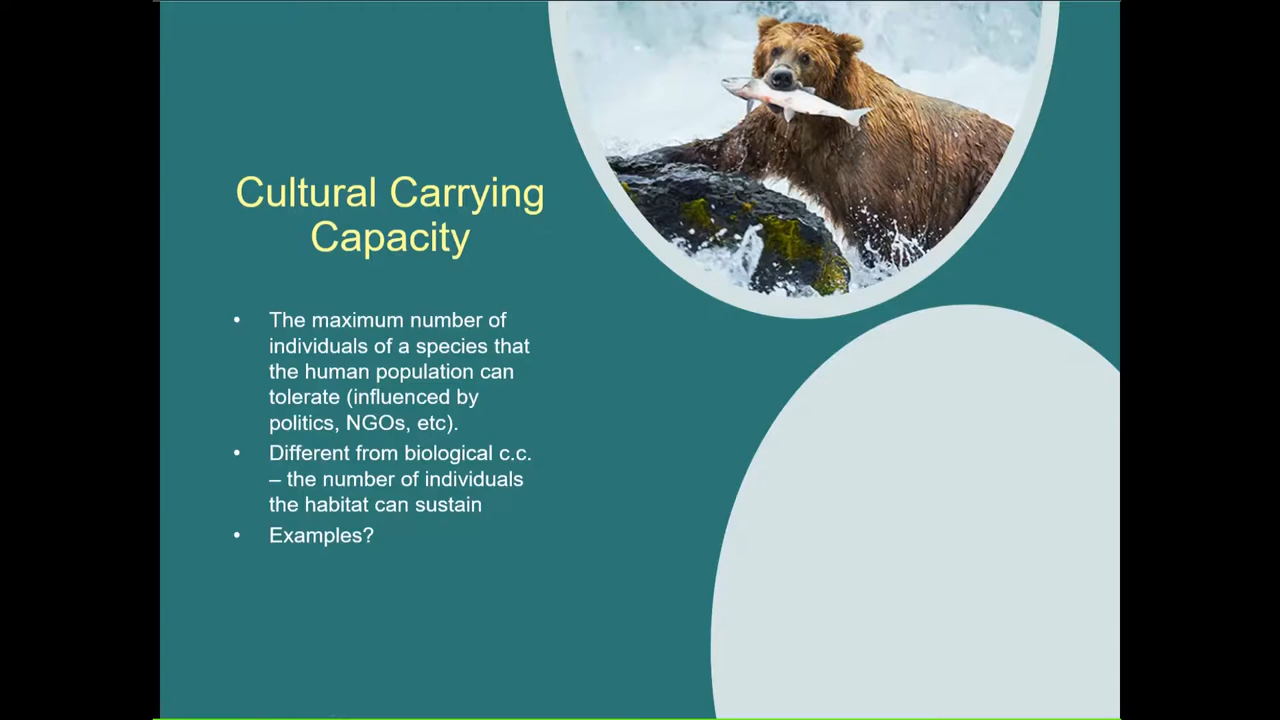 Cultural Carrying
Capacity
• The maximum number of
individuals of a species that
the human population can
tolerate (influenced by
politics, NGOs, etc).
• Different from biological c.c.
– the number of individuals
the habitat can sustain
• Examples?